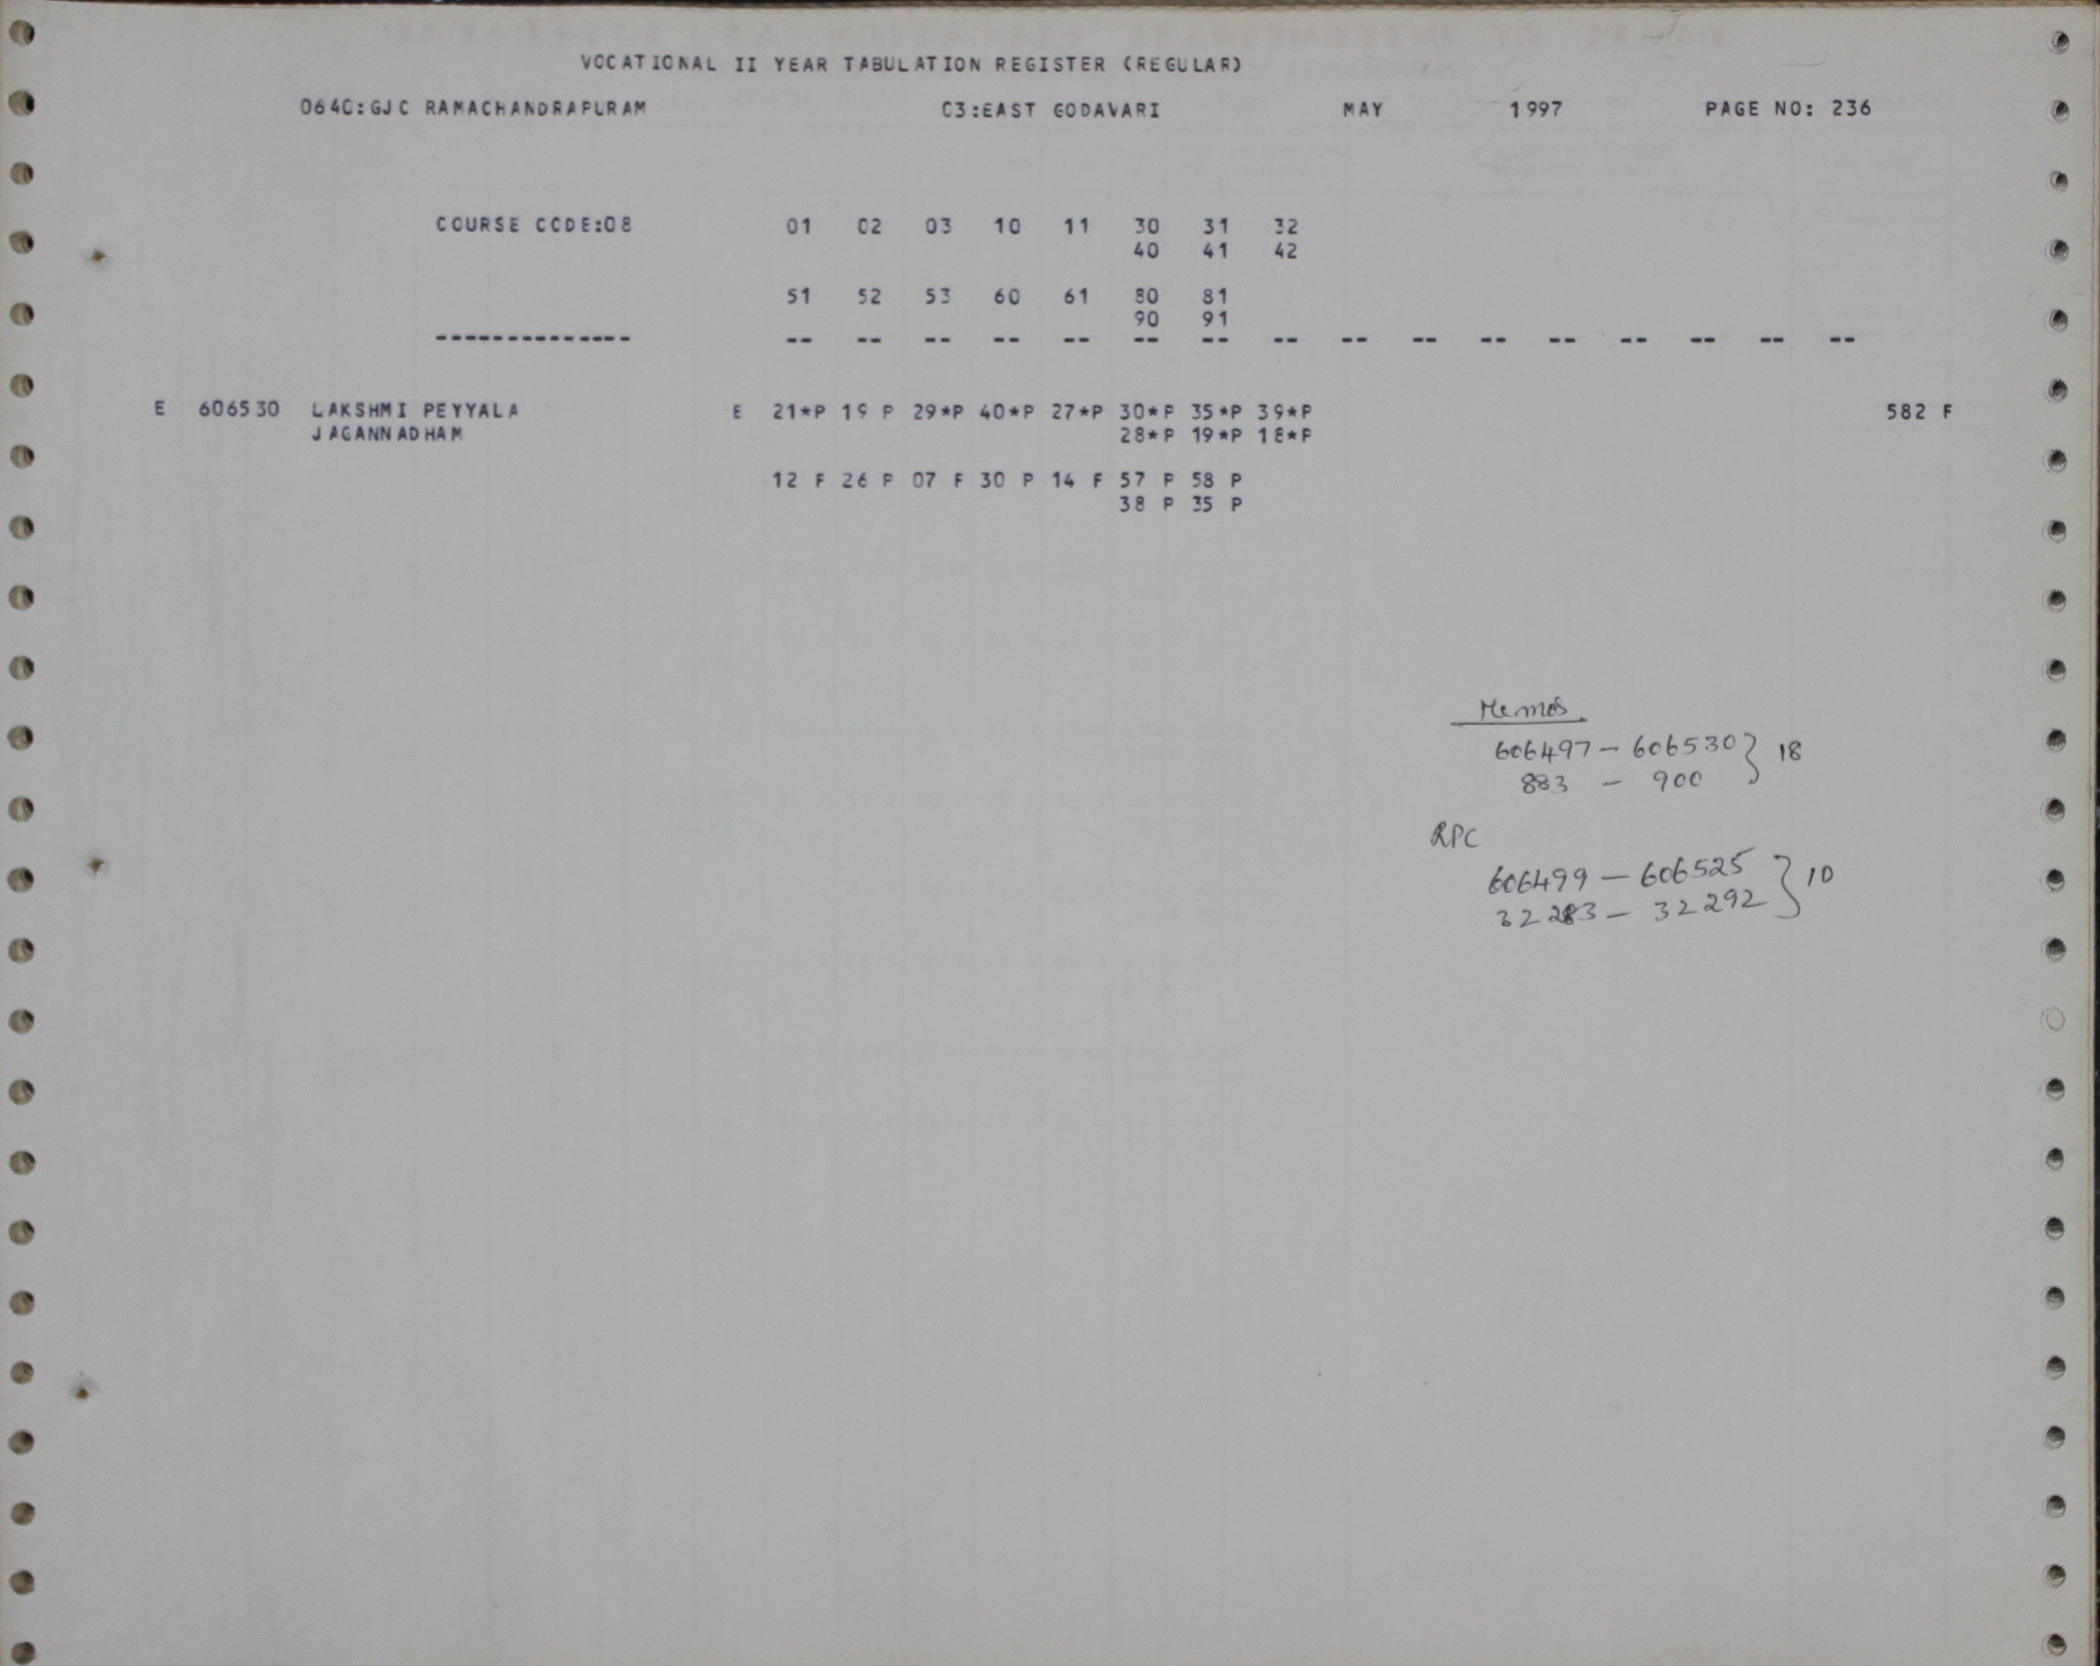 VOCATIONAL II YEAR TABULATION REGISTER (REGULAR)
0640:GJC RAMACHANDRAPURAM 03:EAST GODAVARI MAY 1997 PAGE NO: 236
COURSE CODE:08 01 02 03 10 11 30 31 32
40 41 42
51 52 53 60 61 80 81
90 91
-------------- -- -- -- -- -- -- -- -- -- -- -- -- -- -- -- --
E 606530 LAKSHMI PEYYALA E 21*P 19 P 29*P 40*P 27*P 30*P 35*P 39*P 582 F
JAGANNADHAM 28*P 19*P 18*P
12 F 26 P 07 F 30 P 14 F 57 P 58 P
38 P 35 P
Memos
606497 - 606530 } 18
883 - 900
RPC
606499 - 606525 } 10
32283 - 32292